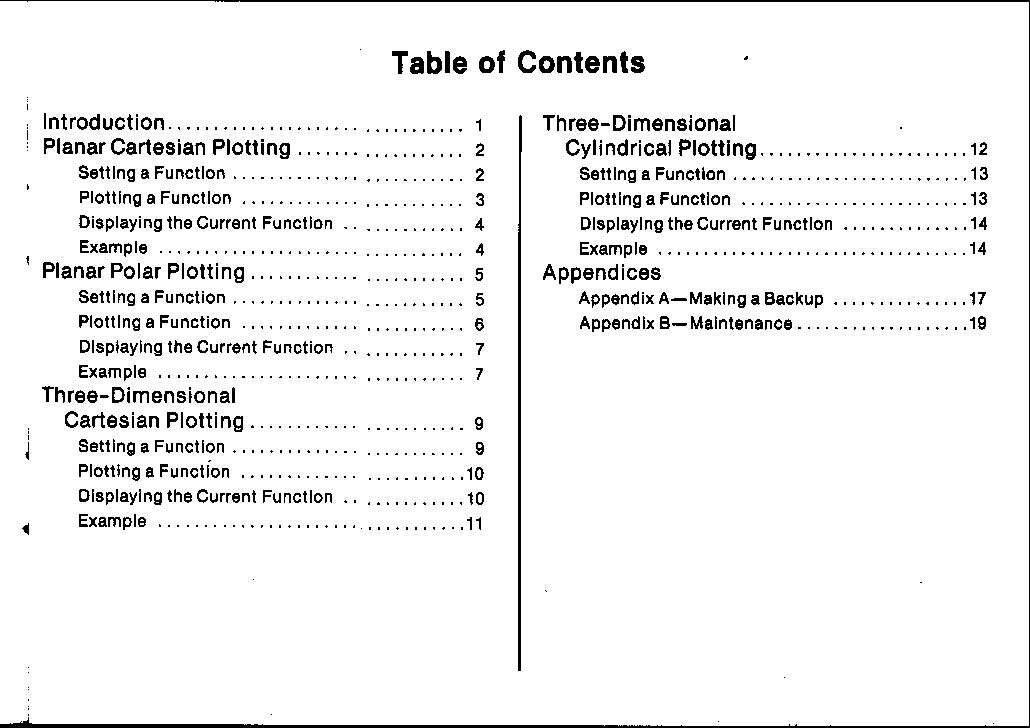 Table of Contents
Introduction................................ 1
Planar Cartesian Plotting .................. 2
Setting a Function ......................... 2
Plotting a Function ........................ 3
Displaying the Current Function ............. 4
Example .................................. 4
Planar Polar Plotting ........................ 5
Setting a Function ......................... 5
Plotting a Function ........................ 6
Displaying the Current Function ............. 7
Example .................................. 7
Three-Dimensional
Cartesian Plotting ........................ 9
Setting a Function ......................... 9
Plotting a Function ........................10
Displaying the Current Function .............10
Example ..................................11
Three-Dimensional
Cylindrical Plotting.......................12
Setting a Function ..........................13
Plotting a Function .........................13
Displaying the Current Function ..............14
Example ..................................14
Appendices
Appendix A—Making a Backup ...............17
Appendix B—Maintenance...................19